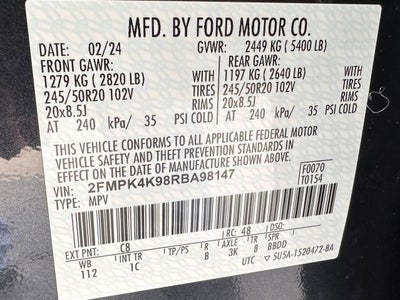 MFD. BY FORD MOTOR CO.
DATE: 02/24 GVWR: 2449 KG ( 5400 LB)
FRONT GAWR: REAR GAWR:
1279 KG ( 2820 LB) WITH 1197 KG ( 2640 LB) WITH
245/50R20 102V TIRES 245/50R20 102V TIRES
20x8.5J RIMS 20x8.5J RIMS
AT 240 kPa/ 35 PSI COLD AT 240 kPa/ 35 PSI COLD
THIS VEHICLE CONFORMS TO ALL APPLICABLE FEDERAL MOTOR
VEHICLE SAFETY AND THEFT PREVENTION STANDARDS IN EFFECT ON THE
DATE OF MANUFACTURE SHOWN ABOVE.
VIN: 2FMPK4K98RBA98147 F0070
TYPE: MPV T0154
EXT PNT: C8 RC: 48 DSO:
WB INT TR TP/PS R AXLE TR SPR
112 1C B 3K 8 BBDD
UTC 5U5A-1520472-BA